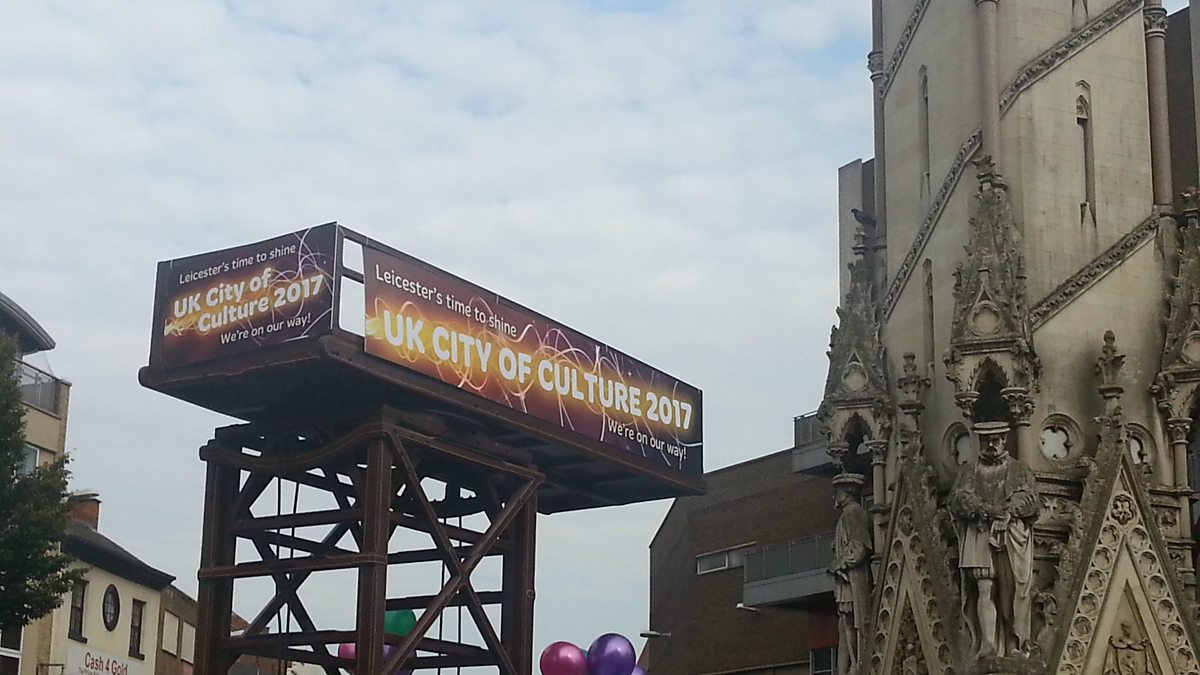 Leicester's time to shine
UK City of
Culture 2017
We're on our way!
Leicester's time to shine
UK CITY OF CULTURE 2017
We're on our way!
Cash 4 Gold